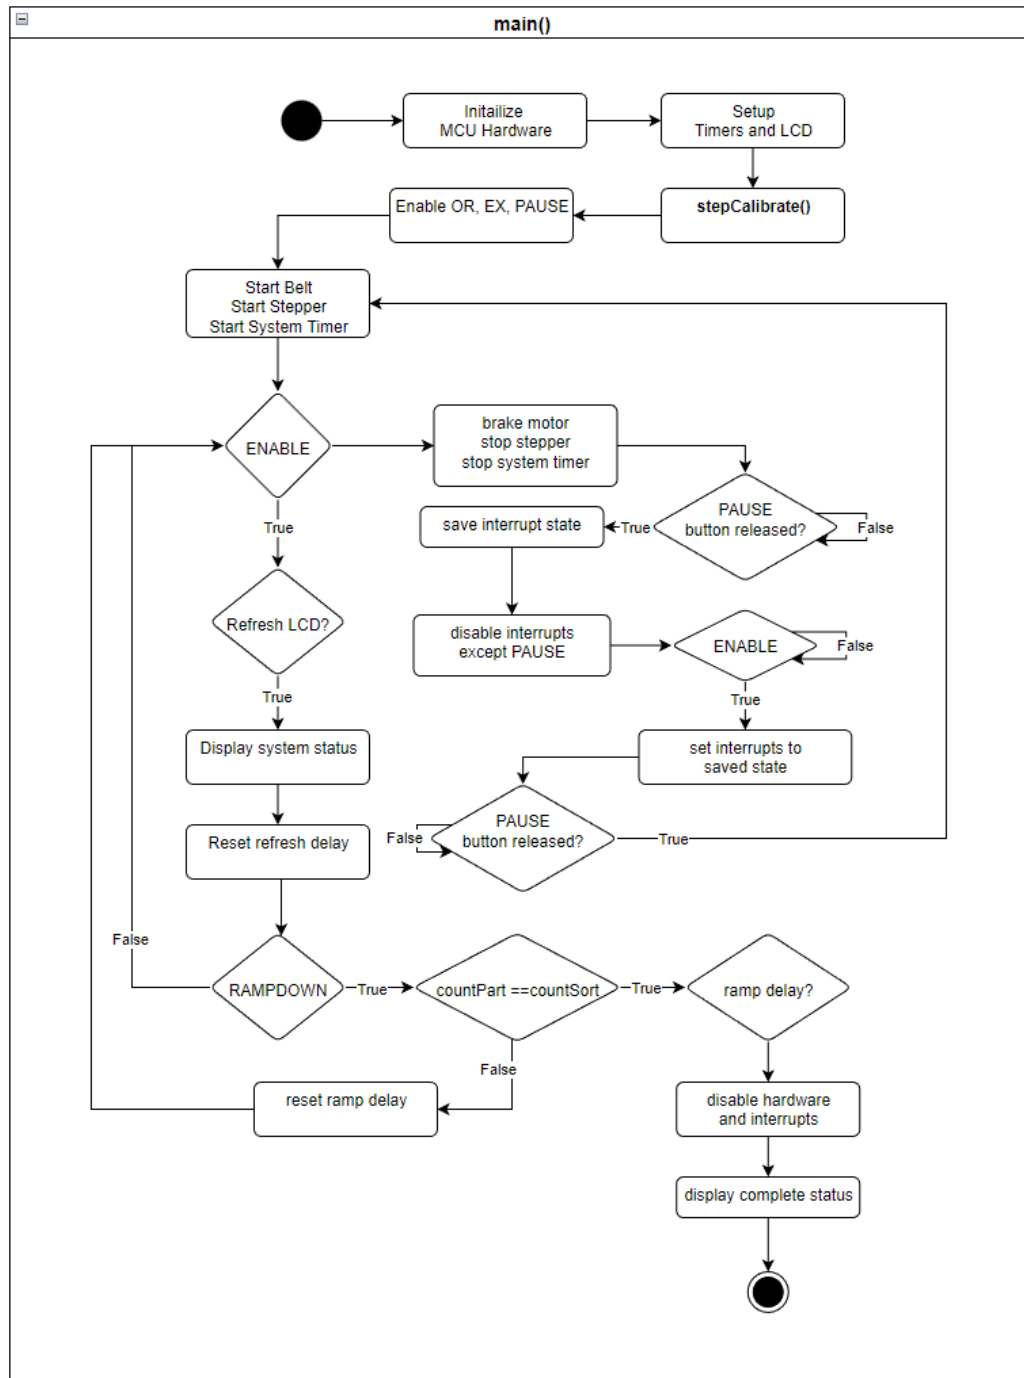 main()
Initailize
MCU Hardware
Setup
Timers and LCD
stepCalibrate()
Enable OR, EX, PAUSE
Start Belt
Start Stepper
Start System Timer
ENABLE
brake motor
stop stepper
stop system timer
PAUSE
button released?
False
True
save interrupt state
True
Refresh LCD?
disable interrupts
except PAUSE
ENABLE
False
True
True
Display system status
set interrupts to
saved state
PAUSE
button released?
False
True
Reset refresh delay
False
RAMPDOWN
True
countPart ==countSort
True
ramp delay?
False
reset ramp delay
disable hardware
and interrupts
display complete status